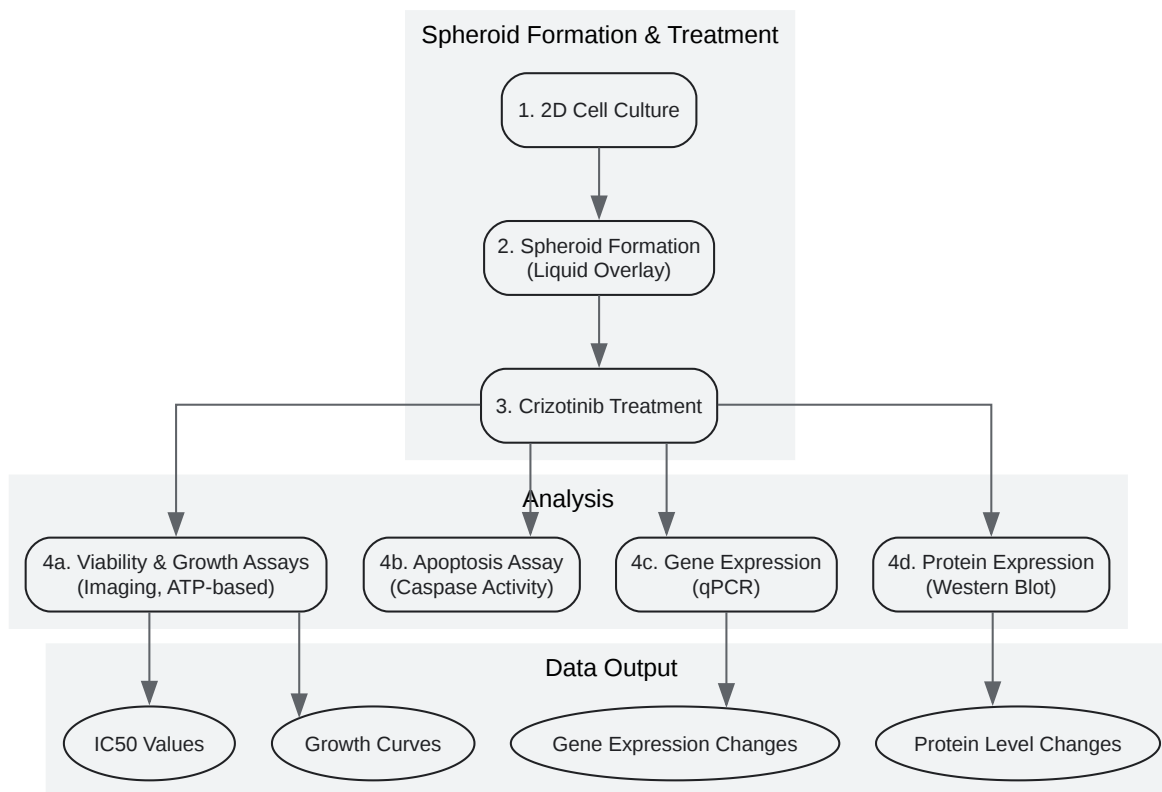 Spheroid Formation & Treatment
1. 2D Cell Culture
2. Spheroid Formation
(Liquid Overlay)
3. Crizotinib Treatment
Analysis
4a. Viability & Growth Assays
(Imaging, ATP-based)
4b. Apoptosis Assay
(Caspase Activity)
4c. Gene Expression
(qPCR)
4d. Protein Expression
(Western Blot)
Data Output
IC50 Values
Growth Curves
Gene Expression Changes
Protein Level Changes